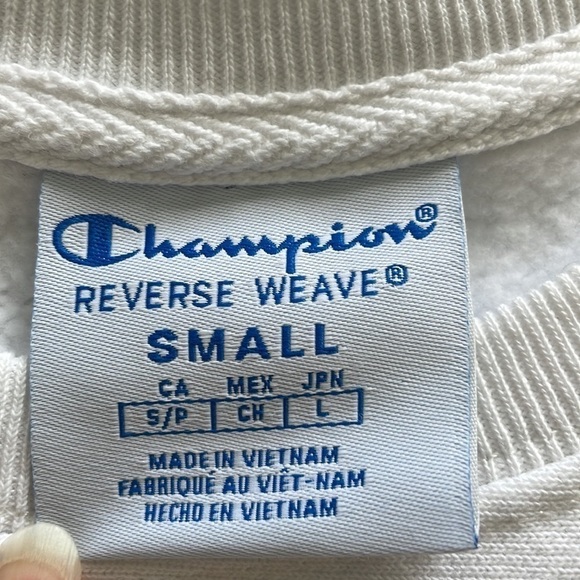 Champion®
REVERSE WEAVE®
SMALL
CA MEX JPN
S/P CH L
MADE IN VIETNAM
FABRIQUÉ AU VIÊT-NAM
HECHO EN VIETNAM